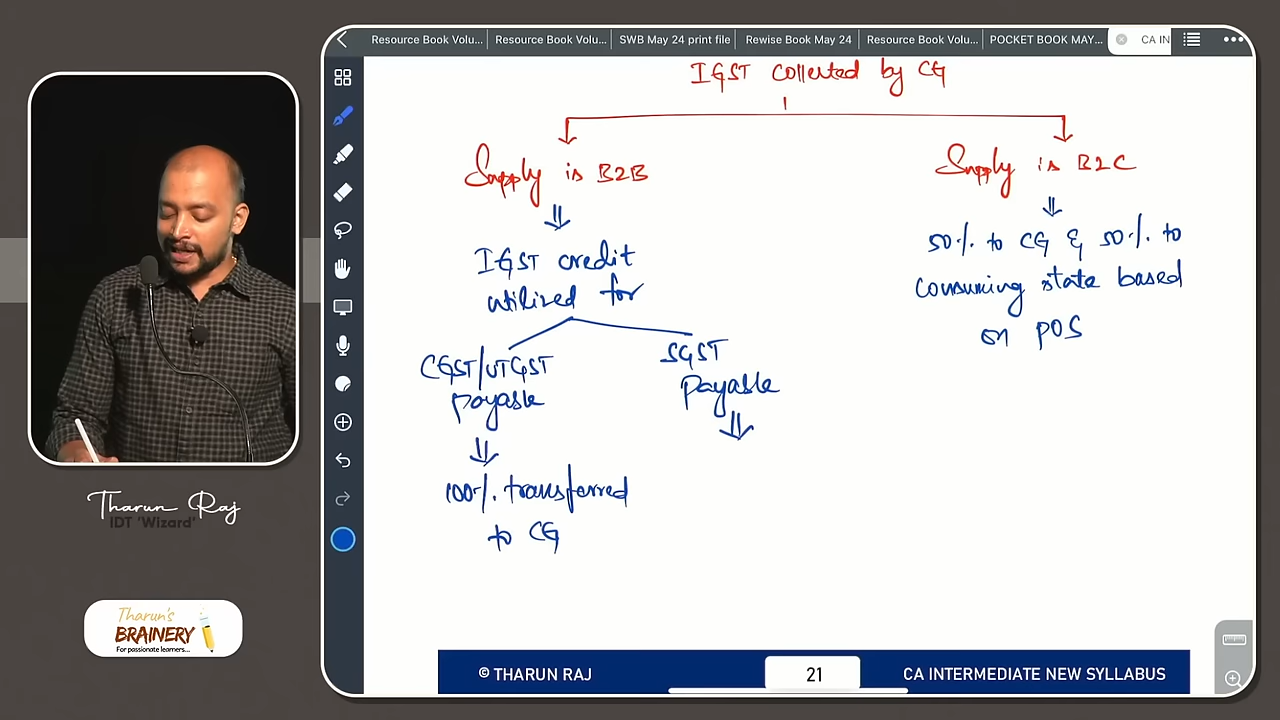 Resource Book Volu...
Resource Book Volu...
SWB May 24 print file
Rewise Book May 24
Resource Book Volu...
POCKET BOOK MAY...
CA IN
IGST collected by CG
Supply is B2B
Supply is B2C
IGST credit
utilized for
50% to CG & 50% to
consuming state based
on POS
CGST/UTGST
payable
SGST
payable
100% transferred
to CG
Tharun Raj
IDT 'Wizard'
Tharun's
BRAINERY
For passionate learners...
© THARUN RAJ
21
CA INTERMEDIATE NEW SYLLABUS